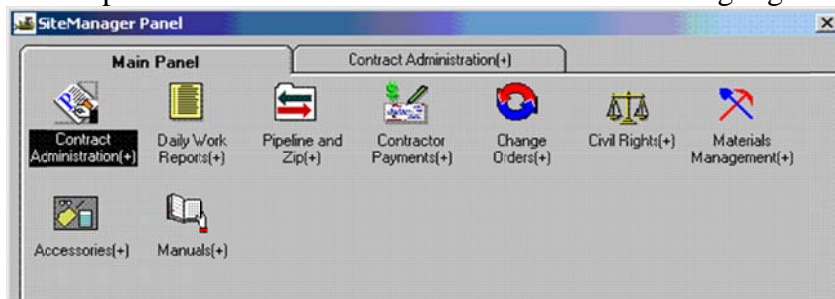 SiteManager Panel
Main Panel
Contract Administration(+)
Contract
Administration(+)
Daily Work
Reports(+)
Pipeline and
Zip(+)
Contractor
Payments(+)
Change
Orders(+)
Civil Rights(+)
Materials
Management(+)
Accessories(+)
Manuals(+)